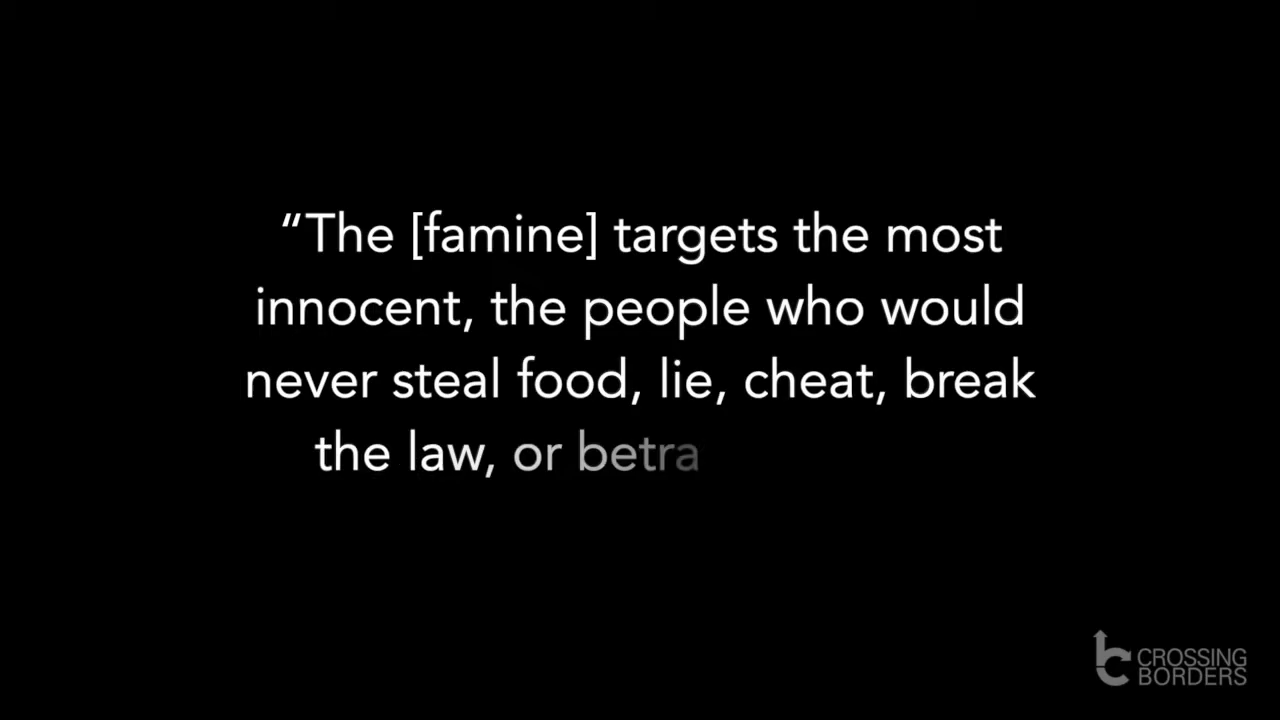 “The [famine] targets the most
innocent, the people who would
never steal food, lie, cheat, break
the law, or betra
CROSSING
BORDERS